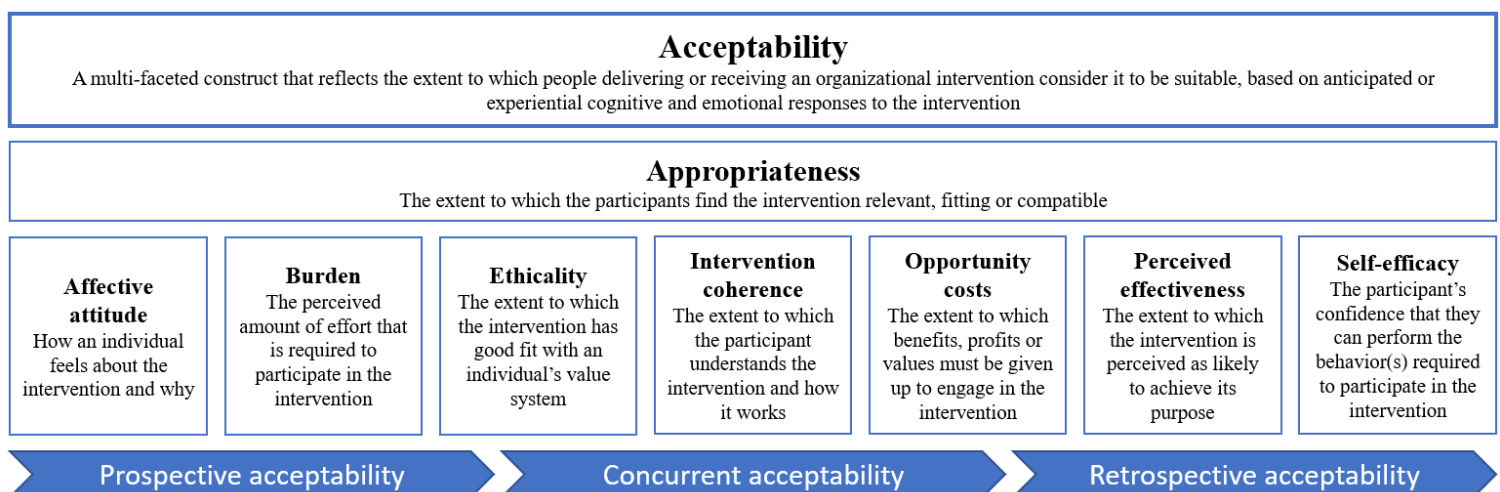 Acceptability
A multi-faceted construct that reflects the extent to which people delivering or receiving an organizational intervention consider it to be suitable, based on anticipated or
experiential cognitive and emotional responses to the intervention
Appropriateness
The extent to which the participants find the intervention relevant, fitting or compatible
Affective
attitude
How an individual
feels about the
intervention and why
Burden
The perceived
amount of effort that
is required to
participate in the
intervention
Ethicality
The extent to which
the intervention has
good fit with an
individual's value
system
Intervention
coherence
The extent to which
the participant
understands the
intervention and how
it works
Opportunity
costs
The extent to which
benefits, profits or
values must be given
up to engage in the
intervention
Perceived
effectiveness
The extent to which
the intervention is
perceived as likely
to achieve its
purpose
Self-efficacy
The participant's
confidence that they
can perform the
behavior(s) required
to participate in the
intervention
Prospective acceptability
Concurrent acceptability
Retrospective acceptability